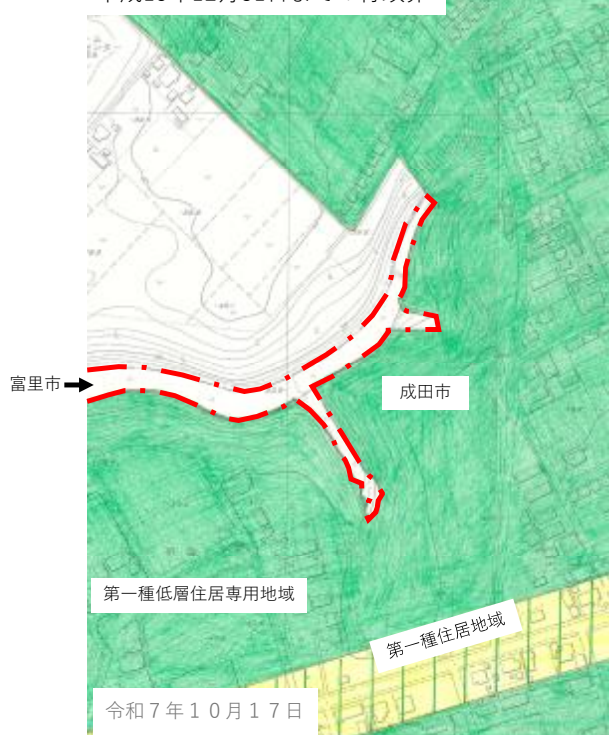 富里市
成田市
第一種低層住居専用地域
第一種住居地域
令和７年１０月１７日